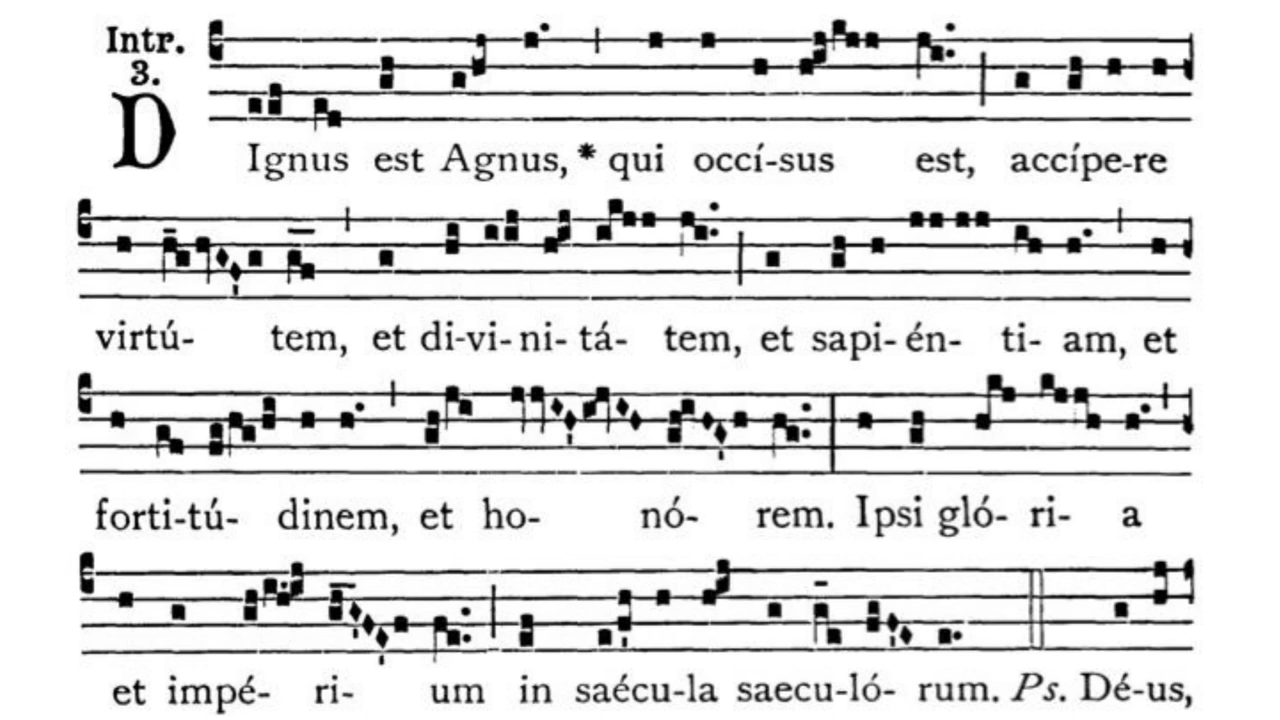 Intr.
3.
DIgnus est Agnus, * qui occí-sus est, accípe-re
virtú- tem, et di-vi-ni-tá- tem, et sapi-én- ti- am, et
forti-tú- dinem, et ho- nó- rem. Ipsi gló- ri- a
et impé- ri- um in saécu-la saecu-ló- rum. Ps. Dé-us,